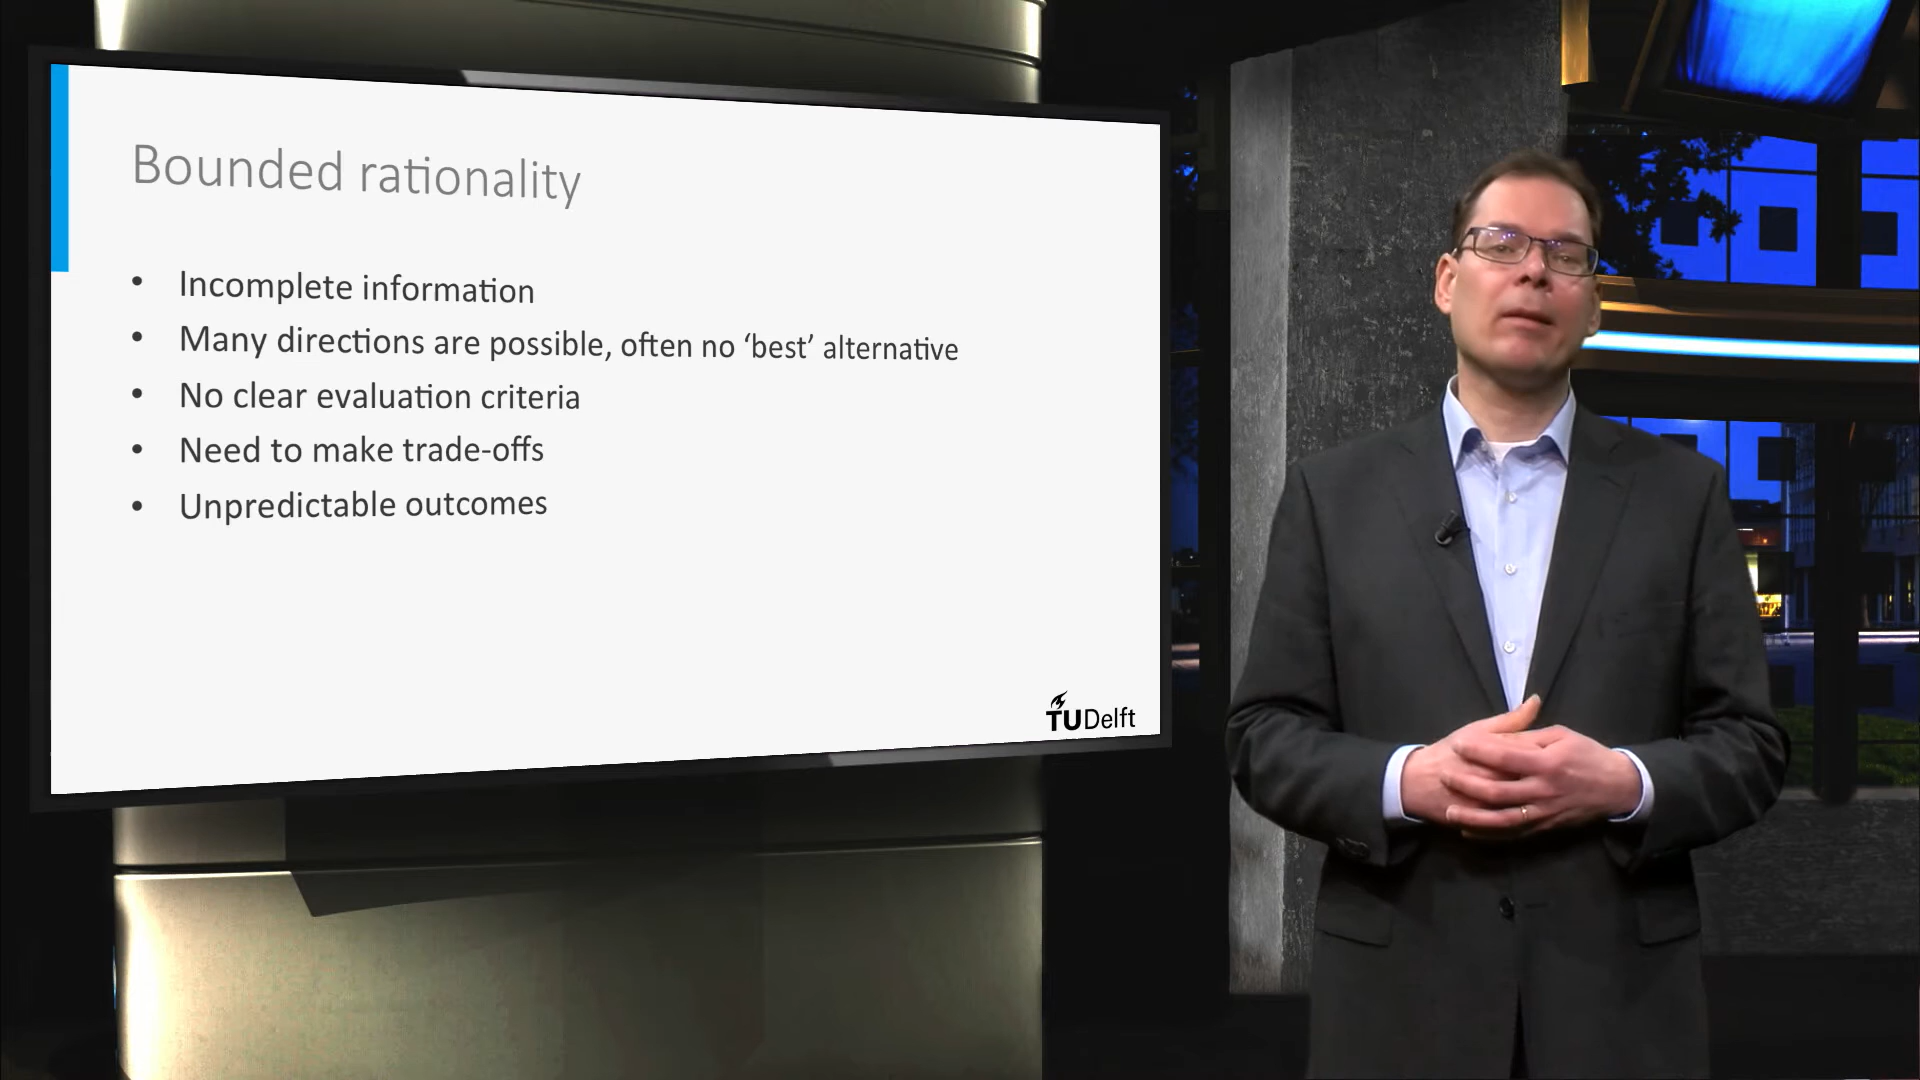 Bounded rationality
• Incomplete information
• Many directions are possible, often no ‘best’ alternative
• No clear evaluation criteria
• Need to make trade-offs
• Unpredictable outcomes
TUDelft